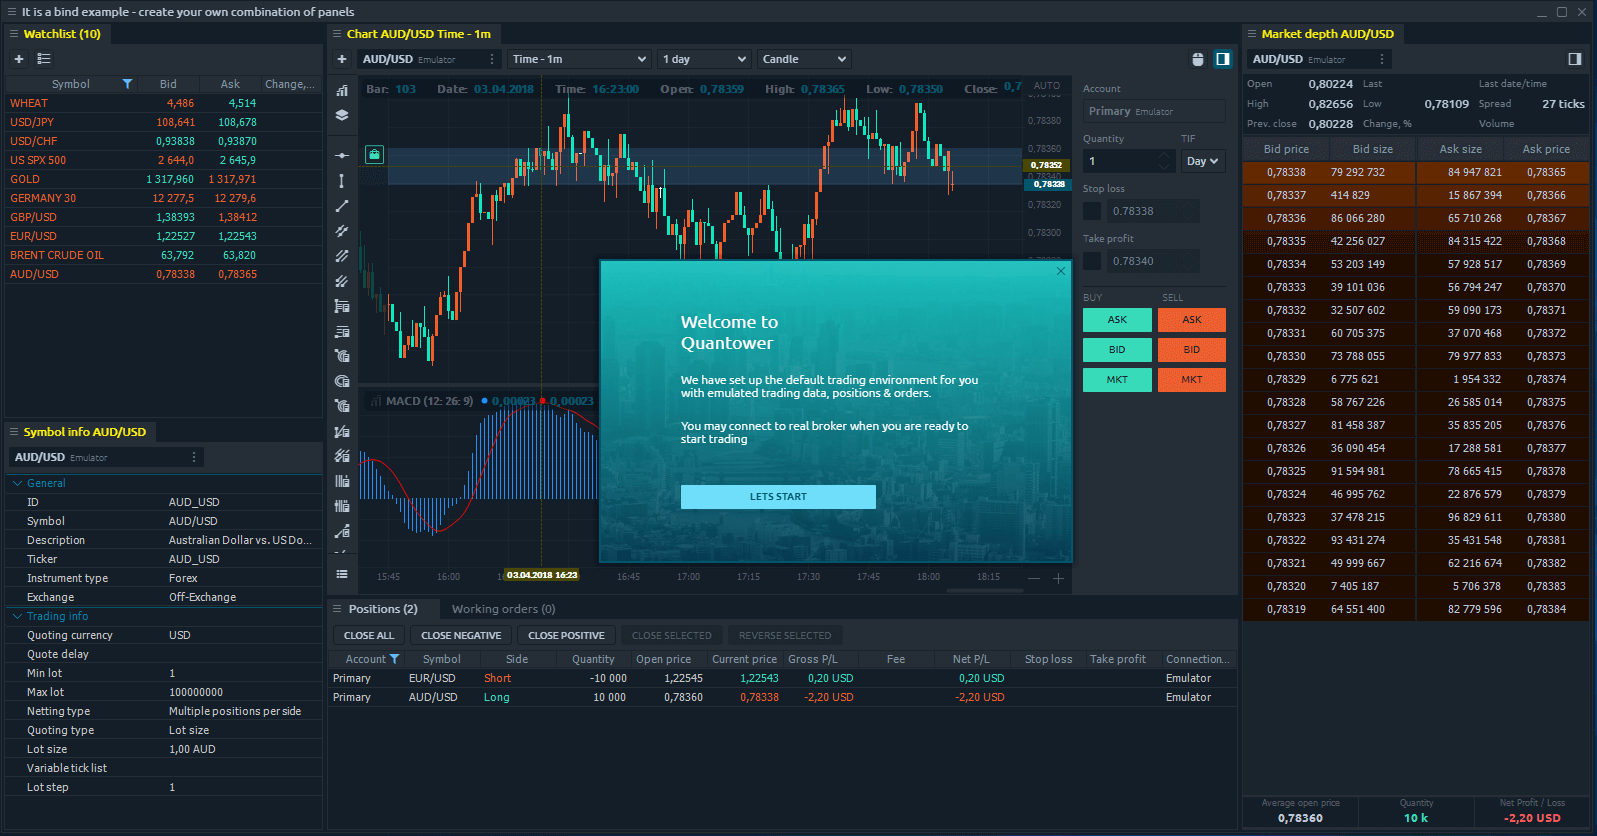 It is a bind example - create your own combination of panels
Watchlist (10)
Symbol Bid Ask Change,...
WHEAT 4,486 4,514
USD/JPY 108,641 108,678
USD/CHF 0,93838 0,93870
US SPX 500 2 644,0 2 645,9
GOLD 1 317,960 1 317,971
GERMANY 30 12 277,5 12 279,6
GBP/USD 1,38393 1,38412
EUR/USD 1,22527 1,22543
BRENT CRUDE OIL 63,792 63,820
AUD/USD 0,78338 0,78365
Symbol info AUD/USD
AUD/USD Emulator
General
ID AUD_USD
Symbol AUD/USD
Description Australian Dollar vs. US Do...
Ticker AUD_USD
Instrument type Forex
Exchange Off-Exchange
Trading info
Quoting currency USD
Quote delay
Min lot 1
Max lot 100000000
Netting type Multiple positions per side
Quoting type Lot size
Lot size 1,00 AUD
Variable tick list
Lot step 1
Chart AUD/USD Time - 1m
AUD/USD Emulator Time - 1m 1 day Candle
Bar: 103 Date: 03.04.2018 Time: 16:23:00 Open: 0,78359 High: 0,78365 Low: 0,78350 Close: 0,7
AUTO
0,78380
0,78360
0,78352
0,78340
0,78338
0,78320
0,78300
MACD (12: 26: 9) 0,00023 0,00023
15:45 16:00 03.04.2018 16:23 16:45 17:00 17:15 17:30 17:45 18:00 18:15
Welcome to
Quantower
We have set up the default trading environment for you
with emulated trading data, positions & orders.
You may connect to real broker when you are ready to
start trading
LETS START
Account
Primary Emulator
Quantity TIF
1 Day
Stop loss
0.78338
Take profit
0.78340
BUY SELL
ASK ASK
BID BID
MKT MKT
Positions (2) Working orders (0)
CLOSE ALL CLOSE NEGATIVE CLOSE POSITIVE CLOSE SELECTED REVERSE SELECTED
Account Symbol Side Quantity Open price Current price Gross P/L Fee Net P/L Stop loss Take profit Connection...
Primary EUR/USD Short -10 000 1,22545 1,22543 0,20 USD 0,20 USD Emulator
Primary AUD/USD Long 10 000 0,78360 0,78338 -2,20 USD -2,20 USD Emulator
Market depth AUD/USD
AUD/USD Emulator
Open 0,80224 Last Last date/time
High 0,82656 Low 0,78109 Spread 27 ticks
Prev. close 0,80228 Change, % Volume
Bid price Bid size Ask size Ask price
0,78338 79 292 732 84 947 821 0,78365
0,78337 414 829 15 867 394 0,78366
0,78336 86 066 280 65 710 268 0,78367
0,78335 42 256 027 84 315 422 0,78368
0,78334 53 203 149 57 928 517 0,78369
0,78333 39 101 036 56 794 247 0,78370
0,78332 32 507 602 59 090 173 0,78371
0,78331 60 705 375 37 070 468 0,78372
0,78330 73 788 055 79 977 833 0,78373
0,78329 6 775 621 1 954 332 0,78374
0,78328 58 767 226 26 585 014 0,78375
0,78327 81 458 387 35 835 205 0,78376
0,78326 36 090 454 17 288 581 0,78377
0,78325 91 594 981 78 665 415 0,78378
0,78324 46 995 762 22 876 579 0,78379
0,78323 37 478 215 96 829 611 0,78380
0,78322 93 431 274 35 431 548 0,78381
0,78321 49 999 667 62 216 674 0,78382
0,78320 7 405 187 5 706 378 0,78383
0,78319 64 551 400 82 779 596 0,78384
Average open price Quantity Net Profit / Loss
0,78360 10 k -2,20 USD